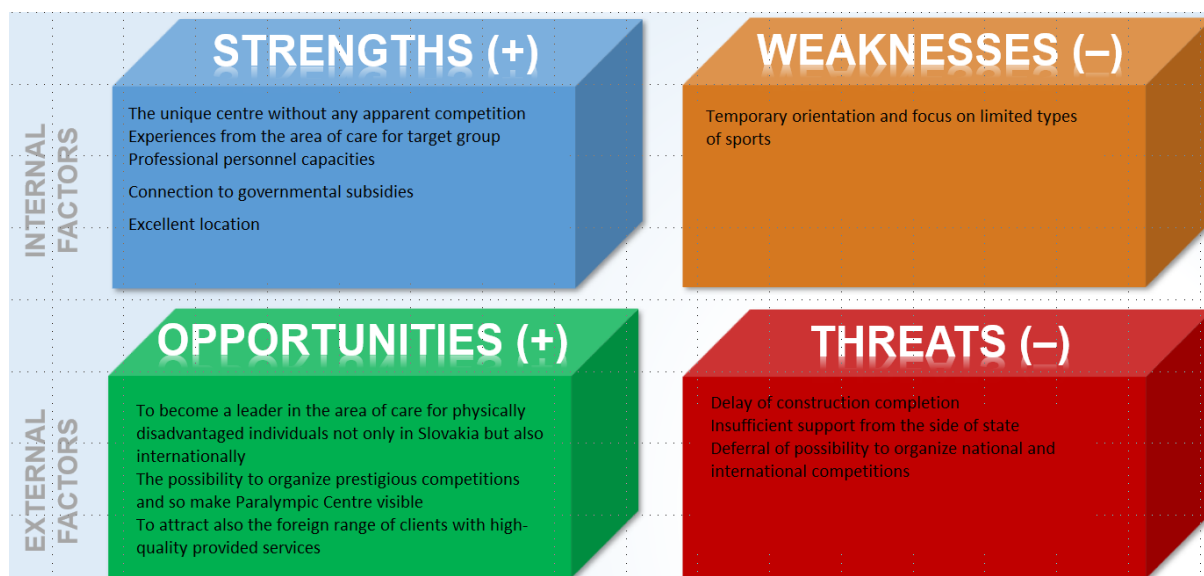 STRENGTHS (+)
WEAKNESSES (–)
INTERNAL
FACTORS
The unique centre without any apparent competition
Experiences from the area of care for target group
Professional personnel capacities
Connection to governmental subsidies
Excellent location
Temporary orientation and focus on limited types
of sports
OPPORTUNITIES (+)
THREATS (–)
EXTERNAL
FACTORS
To become a leader in the area of care for physically
disadvantaged individuals not only in Slovakia but also
internationally
The possibility to organize prestigious competitions
and so make Paralympic Centre visible
To attract also the foreign range of clients with high-
quality provided services
Delay of construction completion
Insufficient support from the side of state
Deferral of possibility to organize national and
international competitions